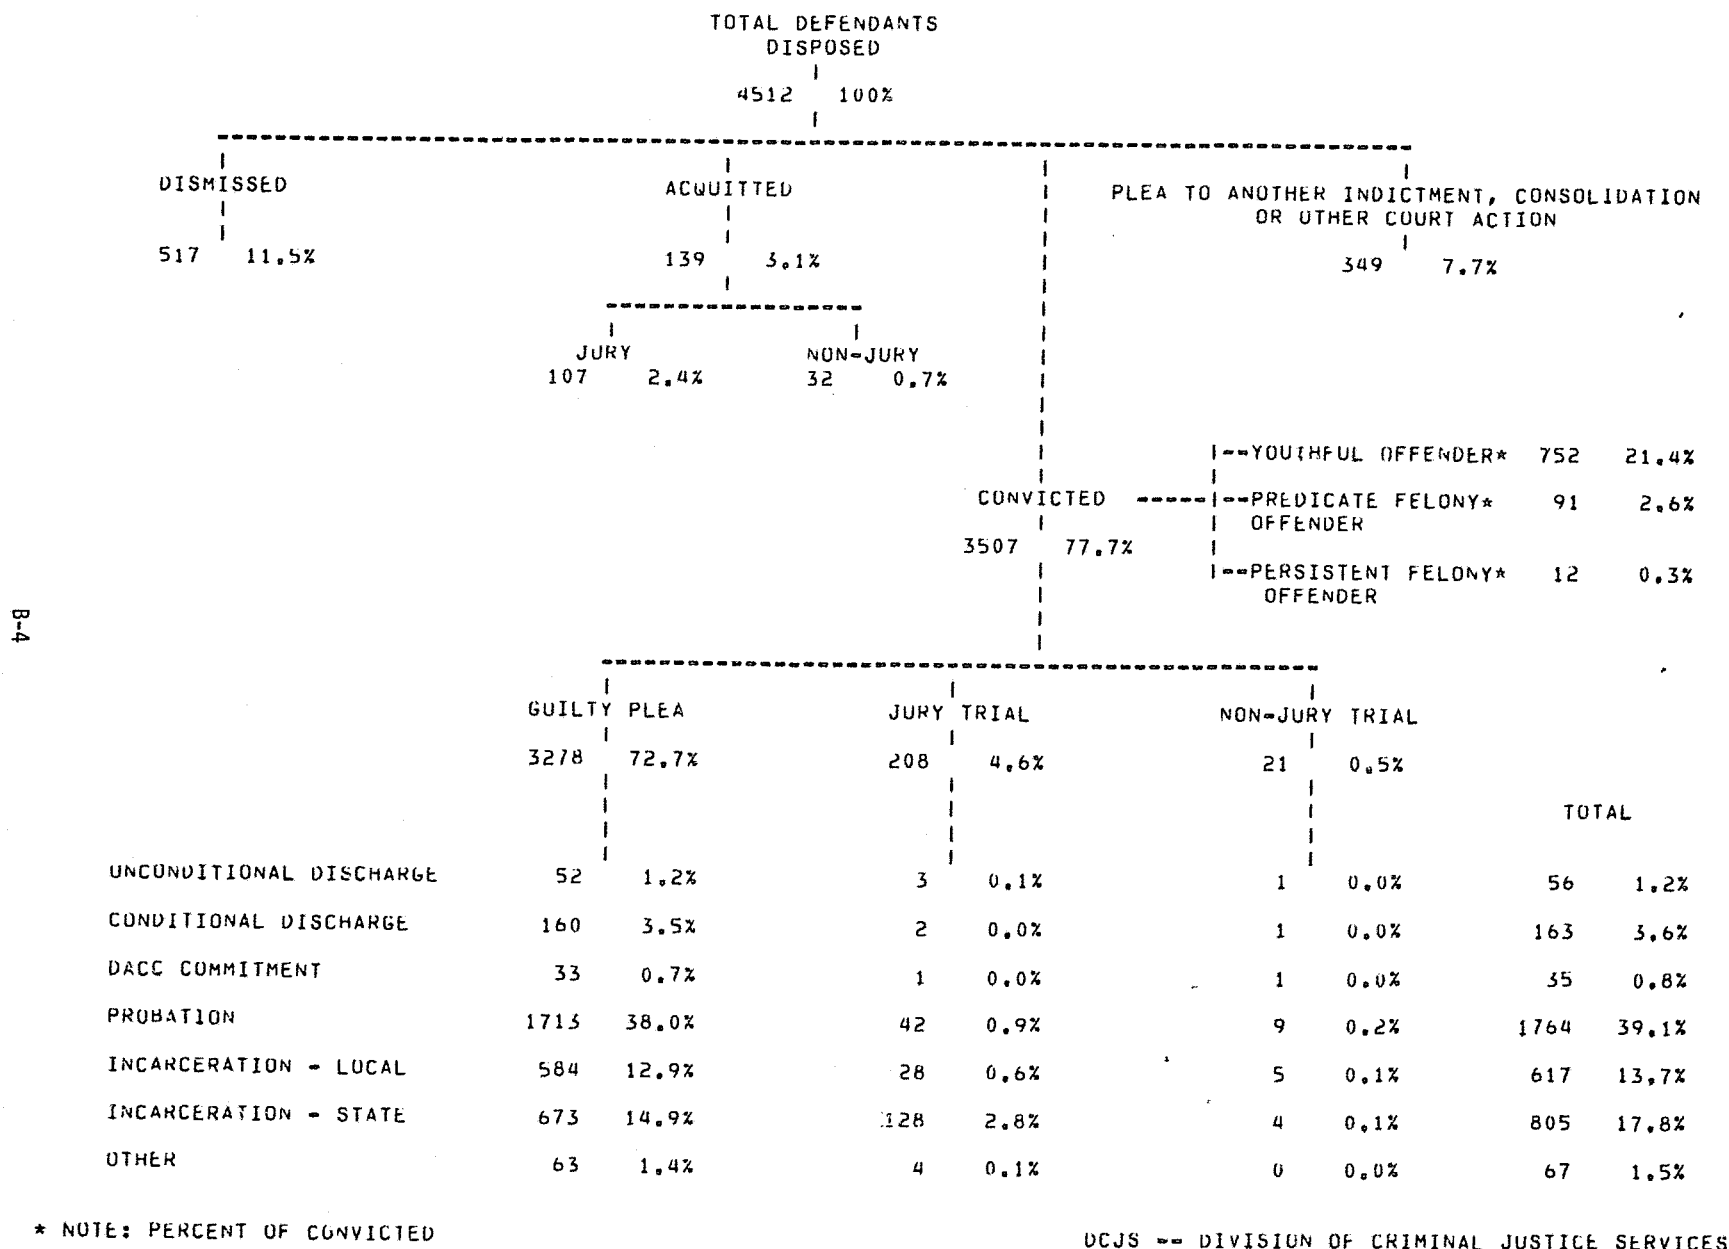 TOTAL DEFENDANTS
DISPOSED
4512 100%
DISMISSED
517 11.5%
ACQUITTED
139 3.1%
PLEA TO ANOTHER INDICTMENT, CONSOLIDATION
OR OTHER COURT ACTION
349 7.7%
JURY
107 2.4%
NON-JURY
32 0.7%
CONVICTED
3507 77.7%
YOUTHFUL OFFENDER* 752 21.4%
PREDICATE FELONY* 91 2.6%
OFFENDER
PERSISTENT FELONY* 12 0.3%
OFFENDER
B-4
GUILTY PLEA
3278 72.7%
JURY TRIAL
208 4.6%
NON-JURY TRIAL
21 0.5%
TOTAL
UNCONDITIONAL DISCHARGE 52 1.2% 3 0.1% 1 0.0% 56 1.2%
CONDITIONAL DISCHARGE 160 3.5% 2 0.0% 1 0.0% 163 3.6%
DACC COMMITMENT 33 0.7% 1 0.0% 1 0.0% 35 0.8%
PROBATION 1713 38.0% 42 0.9% 9 0.2% 1764 39.1%
INCARCERATION - LOCAL 584 12.9% 28 0.6% 5 0.1% 617 13.7%
INCARCERATION - STATE 673 14.9% 128 2.8% 4 0.1% 805 17.8%
OTHER 63 1.4% 4 0.1% 0 0.0% 67 1.5%
* NOTE: PERCENT OF CONVICTED
DCJS -- DIVISION OF CRIMINAL JUSTICE SERVICES